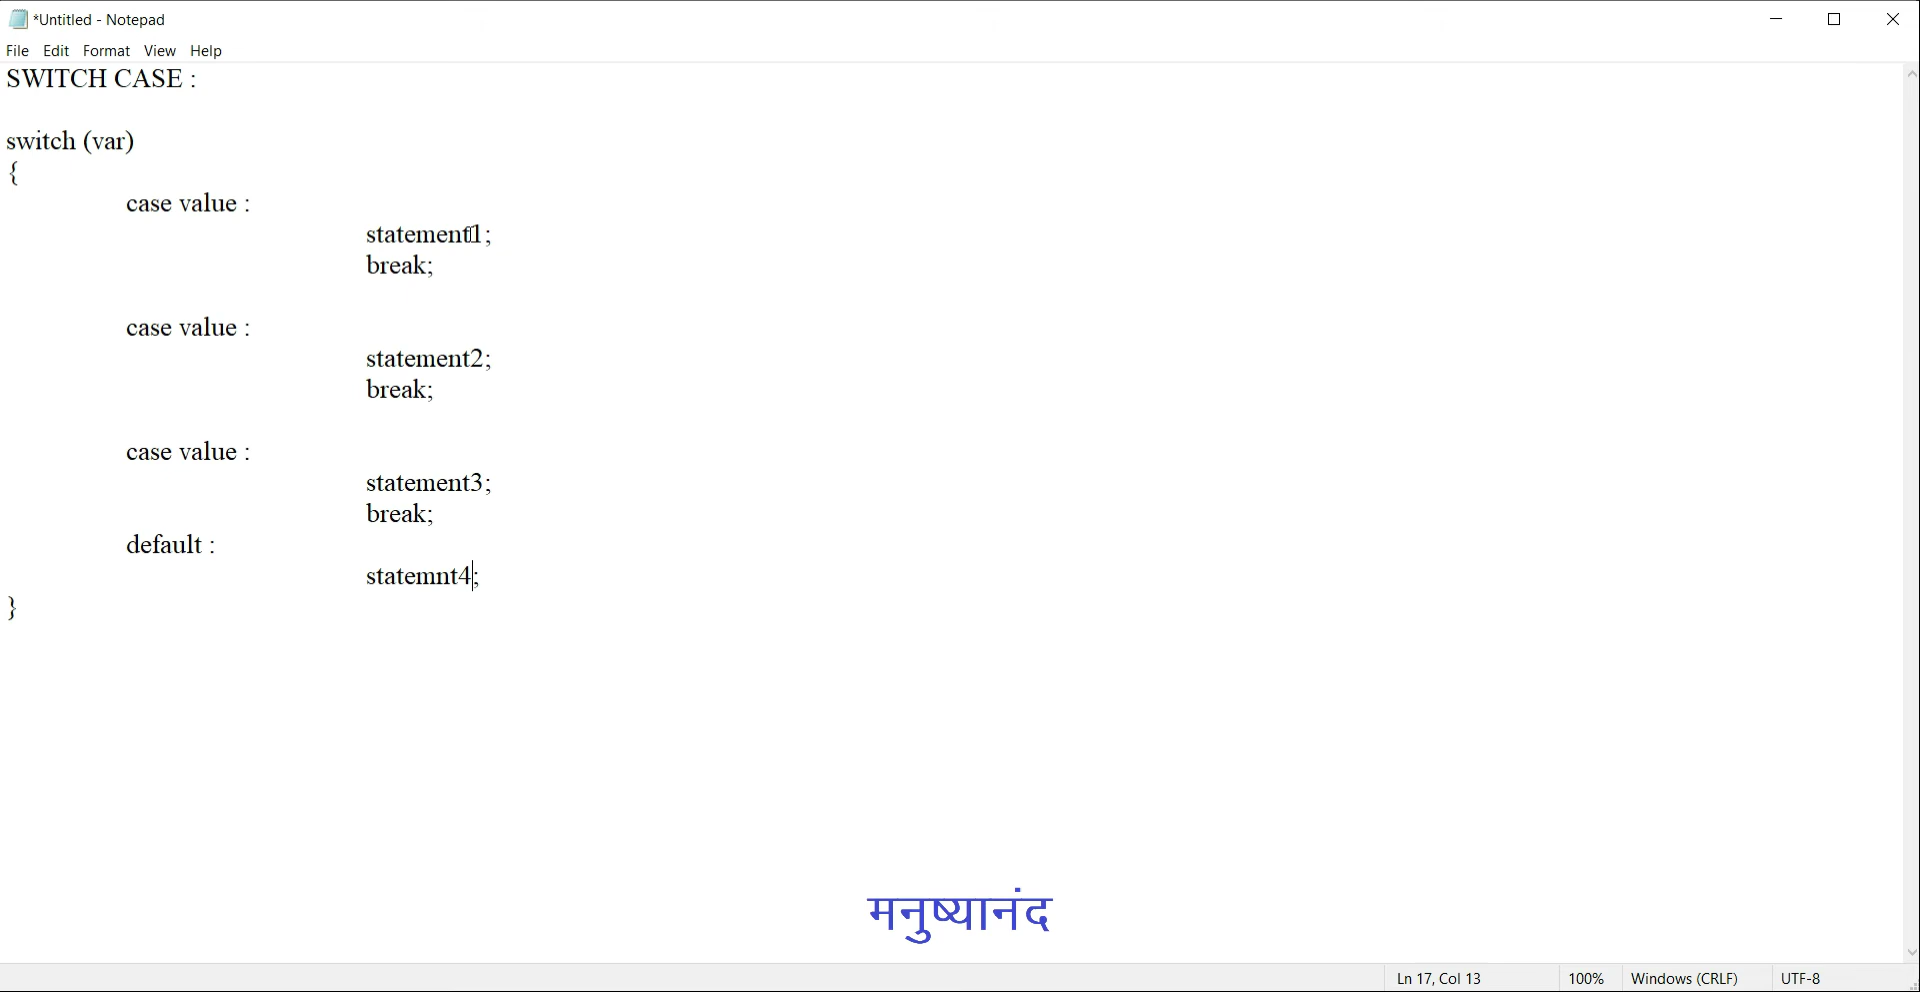 *Untitled - Notepad
File Edit Format View Help
SWITCH CASE :
switch (var)
{
case value :
statement1;
break;
case value :
statement2;
break;
case value :
statement3;
break;
default :
statemnt4;
}
मनुष्यानंद
Ln 17, Col 13 100% Windows (CRLF) UTF-8